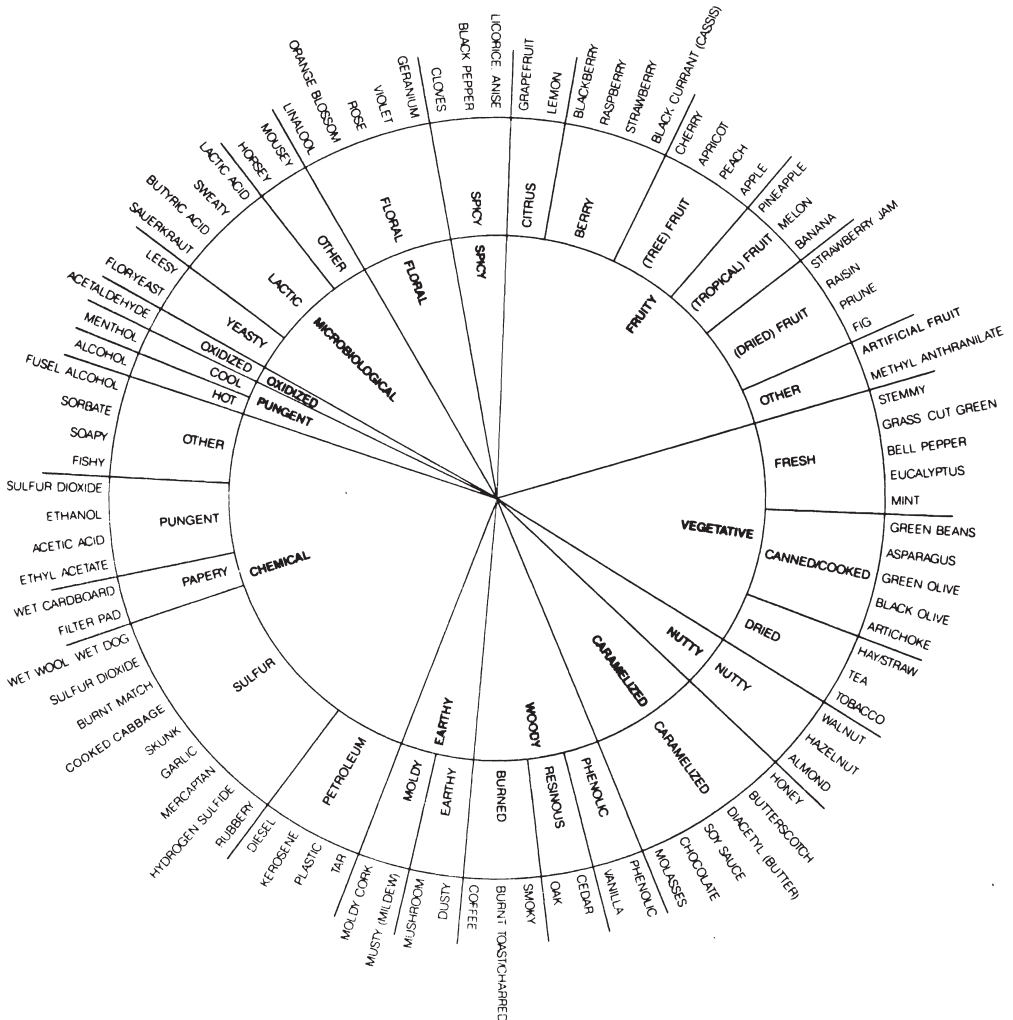 SPICY
FRUITY
VEGETATIVE
NUTTY
CARAMELIZED
WOODY
EARTHY
CHEMICAL
PUNGENT
OXIDIZED
MICROBIOLOGICAL
FLORAL
SPICY
CITRUS
BERRY
(TREE) FRUIT
(TROPICAL) FRUIT
(DRIED) FRUIT
OTHER
FRESH
CANNED/COOKED
DRIED
NUTTY
CARAMELIZED
PHENOLIC
RESINOUS
BURNED
EARTHY
MOLDY
PETROLEUM
SULFUR
PAPERY
PUNGENT
OTHER
HOT
COOL
OXIDIZED
YEASTY
LACTIC
OTHER
FLORAL
CLOVES
BLACK PEPPER
LICORICE. ANISE
GRAPEFRUIT
LEMON
BLACKBERRY
RASPBERRY
STRAWBERRY
BLACK CURRANT (CASSIS)
CHERRY
APRICOT
PEACH
APPLE
PINEAPPLE
MELON
BANANA
STRAWBERRY JAM
RAISIN
PRUNE
FIG
ARTIFICIAL FRUIT
METHYL ANTHRANILATE
STEMMY
GRASS CUT GREEN
BELL PEPPER
EUCALYPTUS
MINT
GREEN BEANS
ASPARAGUS
GREEN OLIVE
BLACK OLIVE
ARTICHOKE
HAY/STRAW
TEA
TOBACCO
WALNUT
HAZELNUT
ALMOND
HONEY
BUTTERSCOTCH
DIACETYL (BUTTER)
SOY SAUCE
CHOCOLATE
MOLASSES
PHENOLIC
VANILLA
CEDAR
OAK
SMOKY
BURNT TOAST/CHARRED
COFFEE
DUSTY
MUSHROOM
MUSTY (MILDEW)
MOLDY CORK
TAR
PLASTIC
KEROSENE
DIESEL
RUBBERY
HYDROGEN SULFIDE
MERCAPTAN
GARLIC
SKUNK
COOKED CABBAGE
BURNT MATCH
SULFUR DIOXIDE
WET WOOL WET DOG
FILTER PAD
WET CARDBOARD
ETHYL ACETATE
ACETIC ACID
ETHANOL
SULFUR DIOXIDE
FISHY
SOAPY
SORBATE
FUSEL ALCOHOL
ALCOHOL
MENTHOL
ACETALDEHYDE
FLORYEAST
LEESY
SAUERKRAUT
BUTYRIC ACID
SWEATY
LACTIC ACID
HORSEY
MOUSEY
LINALOOL
ORANGE BLOSSOM
ROSE
VIOLET
GERANIUM